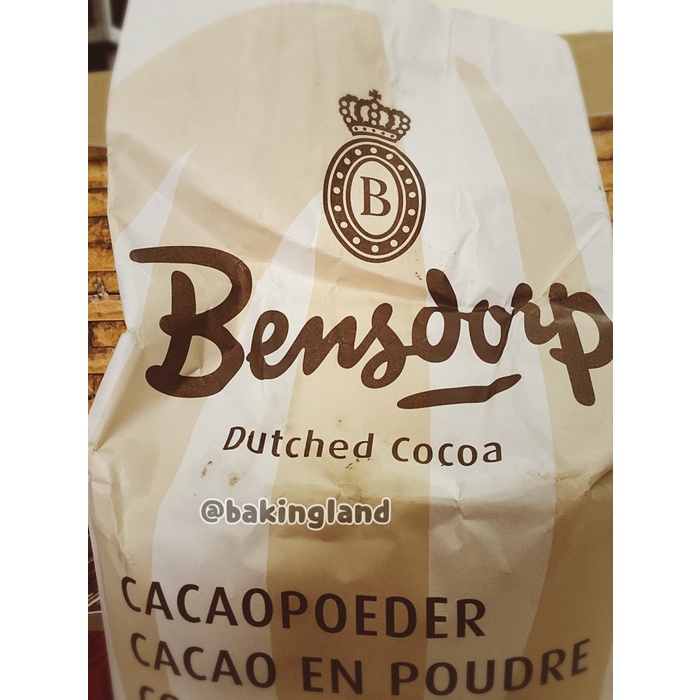 B
Bensdorp
Dutched Cocoa
@bakingland
CACAOPOEDER
CACAO EN POUDRE